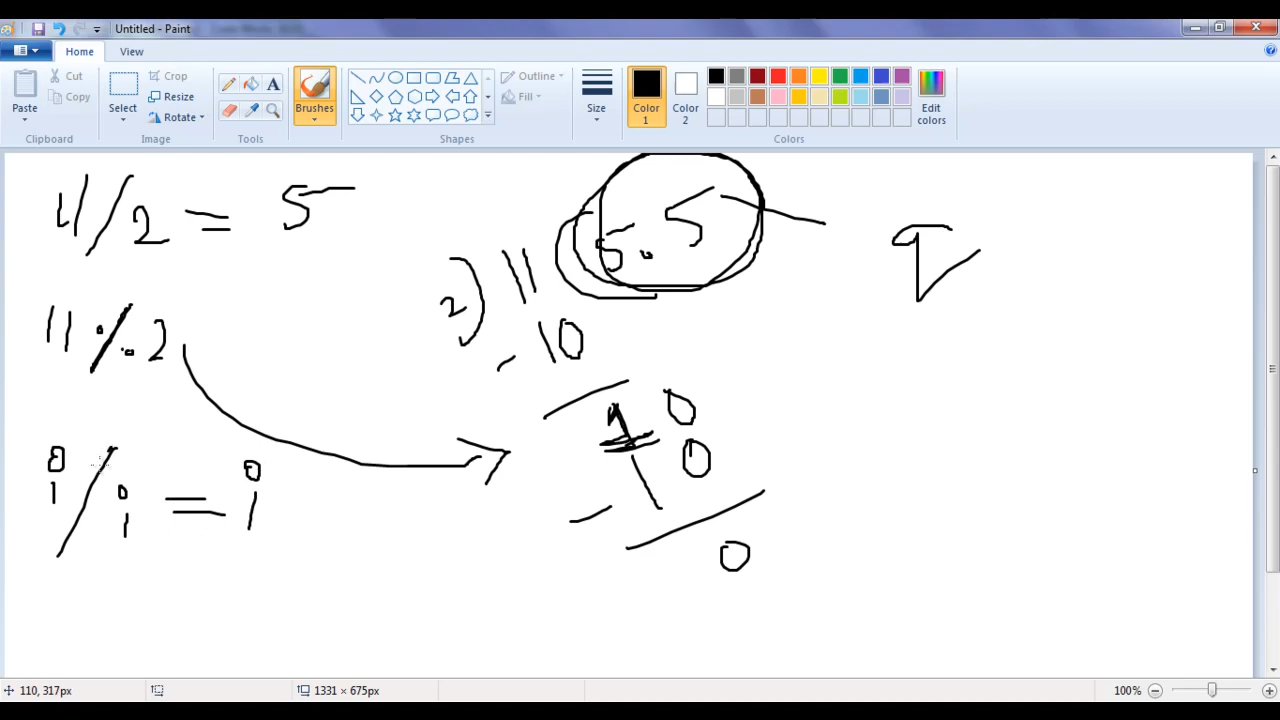 Untitled - Paint
Home View
Paste
Cut
Copy
Clipboard
Select
Crop
Resize
Rotate
Image
A
Tools
Brushes
Outline
Fill
Shapes
Size
Color 1
Color 2
Edit colors
Colors
11/2 = 5
5.5
2) 11
- 10
11 % 2
1 0
- 1 0
0
i / i = i
110, 317px
1331 × 675px
100%